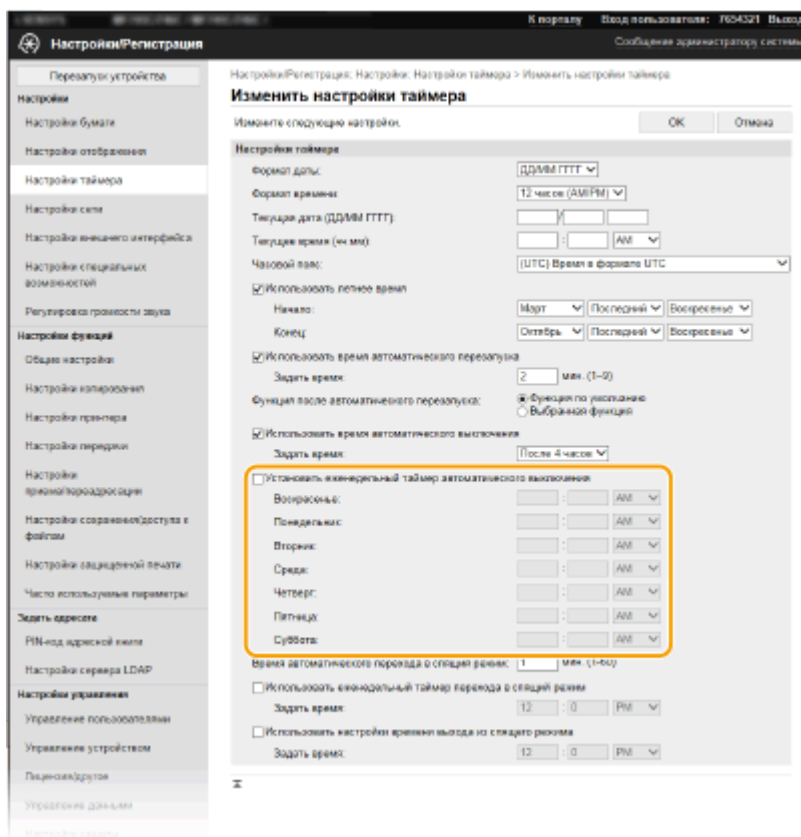 К порталу Вход пользователя: 7654321 Выход
Настройки/Регистрация
Сообщение администратору системы
Перезапуск устройства
Настройки
Настройки бумаги
Настройки отображения
Настройки таймера
Настройки сети
Настройки внешнего интерфейса
Настройки специальных
возможностей
Регулировка громкости звука
Настройки функций
Общие настройки
Настройки копирования
Настройки принтера
Настройки передачи
Настройки
приема/переадресации
Настройки сохранения/доступа к
файлам
Настройки защищенной печати
Часто используемые параметры
Задать адресата
PIN-код адресной книги
Настройки сервера LDAP
Настройки управления
Управление пользователями
Управление устройством
Лицензия/другое
Управление данными
Настройки/Регистрация: Настройки: Настройки таймера > Изменить настройки таймера
Изменить настройки таймера
Измените следующие настройки.
OK Отмена
Настройки таймера
Формат даты: ДД/ММ ГГГГ
Формат времени: 12 часов (AM/PM)
Текущая дата (ДД/ММ ГГГГ): /
Текущее время (чч:мм): : AM
Часовой пояс: (UTC) Время в формате UTC
Использовать летнее время
Начало: Март Последний Воскресенье
Конец: Октябрь Последний Воскресенье
Использовать время автоматического перезапуска
Задать время: 2 мин. (1–9)
Функция после автоматического перезапуска: Функция по умолчанию
Выбранная функция
Использовать время автоматического выключения
Задать время: После 4 часов
Установить еженедельный таймер автоматического выключения
Воскресенье: : AM
Понедельник: : AM
Вторник: : AM
Среда: : AM
Четверг: : AM
Пятница: : AM
Суббота: : AM
Время автоматического перехода в спящий режим: 1 мин. (1-60)
Использовать еженедельный таймер перехода в спящий режим
Задать время: 12 : 0 PM
Использовать настройки времени выхода из спящего режима
Задать время: 12 : 0 PM